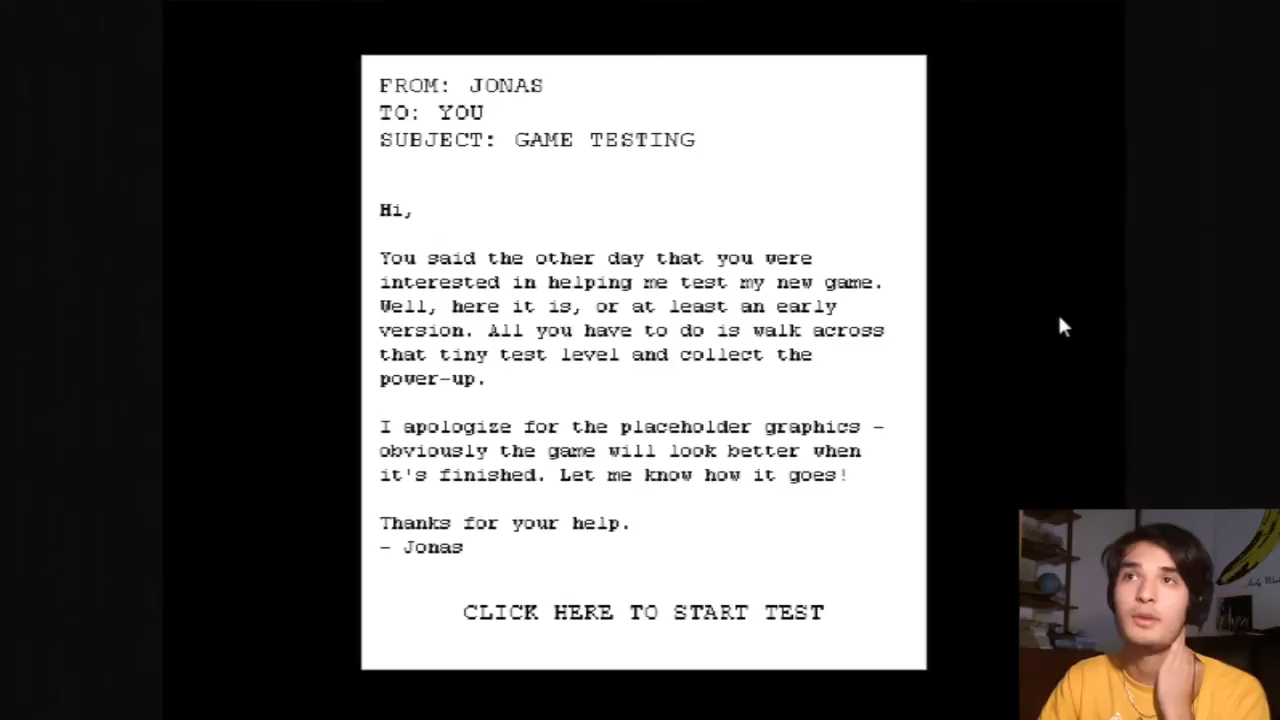 FROM: JONAS
TO: YOU
SUBJECT: GAME TESTING
Hi,
You said the other day that you were
interested in helping me test my new game.
Well, here it is, or at least an early
version. All you have to do is walk across
that tiny test level and collect the
power-up.
I apologize for the placeholder graphics -
obviously the game will look better when
it's finished. Let me know how it goes!
Thanks for your help.
- Jonas
CLICK HERE TO START TEST